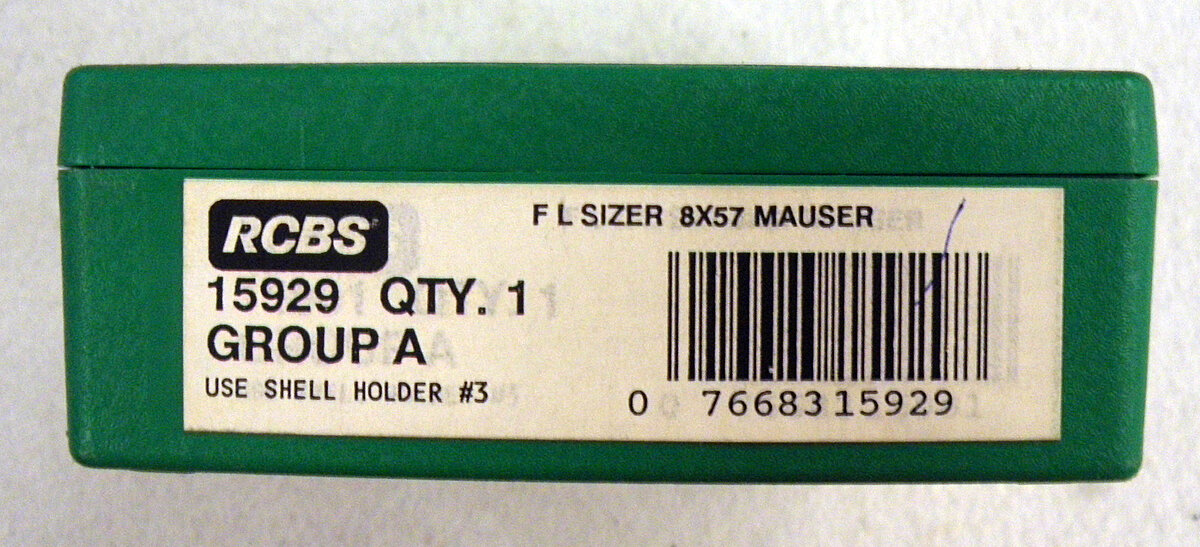 RCBS
F L SIZER 8X57 MAUSER
15929 QTY. 1
GROUP A
USE SHELL HOLDER #3
0 76683 15929